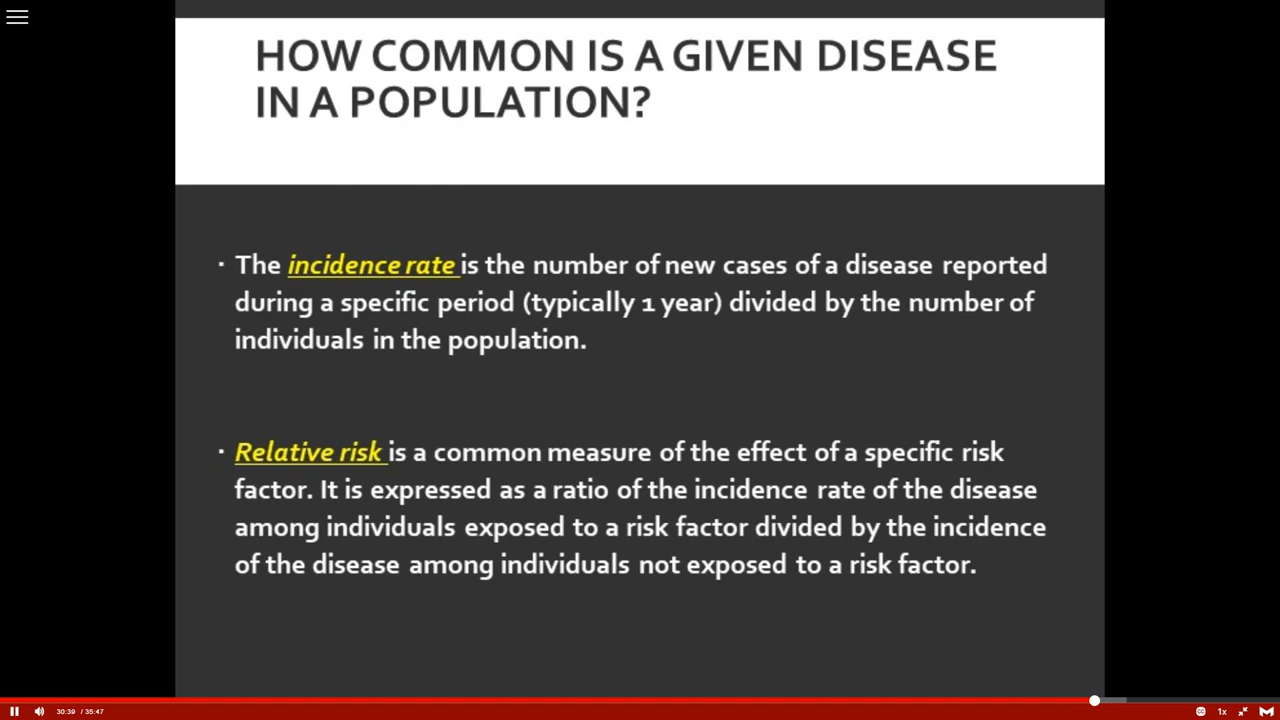 HOW COMMON IS A GIVEN DISEASE
IN A POPULATION?
▪ The incidence rate is the number of new cases of a disease reported
during a specific period (typically 1 year) divided by the number of
individuals in the population.
▪ Relative risk is a common measure of the effect of a specific risk
factor. It is expressed as a ratio of the incidence rate of the disease
among individuals exposed to a risk factor divided by the incidence
of the disease among individuals not exposed to a risk factor.
30:39 / 35:47 1x